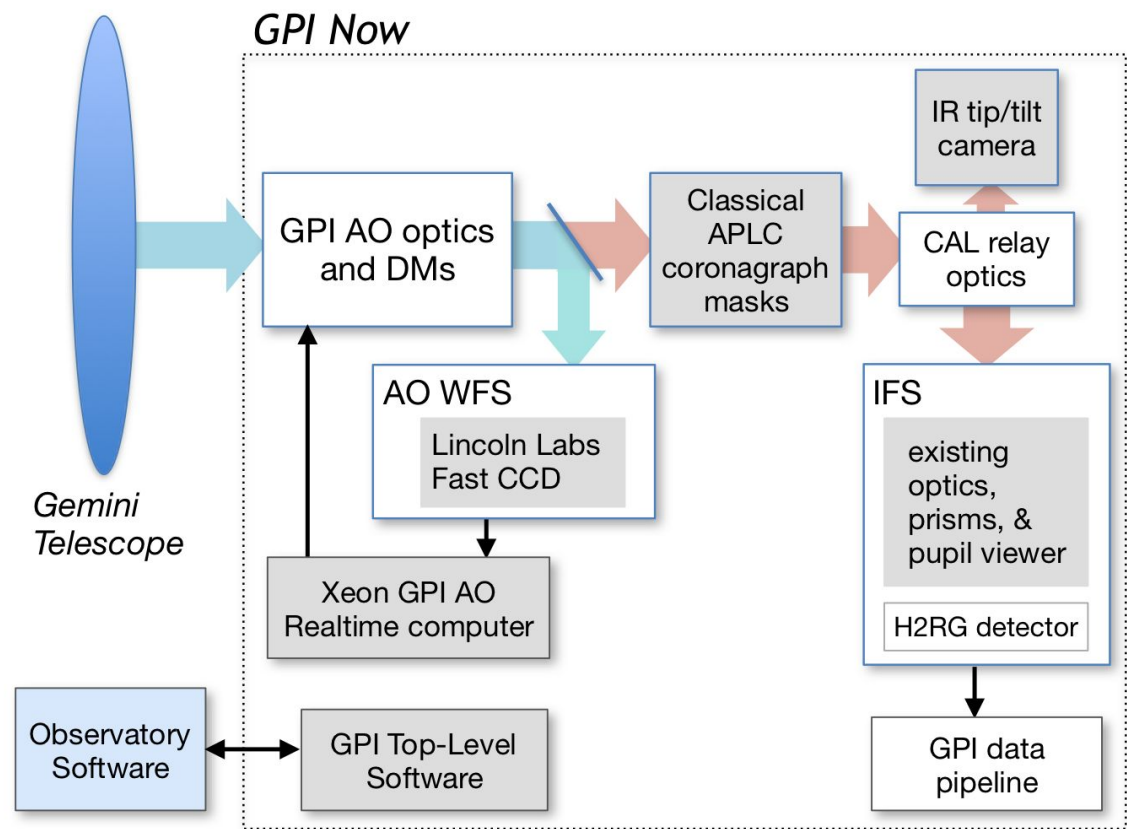 GPI Now
IR tip/tilt
camera
Classical
APLC
coronagraph
masks
GPI AO optics
and DMs
CAL relay
optics
AO WFS
Lincoln Labs
Fast CCD
IFS
existing
optics,
prisms, &
pupil viewer
H2RG detector
Gemini
Telescope
Xeon GPI AO
Realtime computer
Observatory
Software
GPI Top-Level
Software
GPI data
pipeline